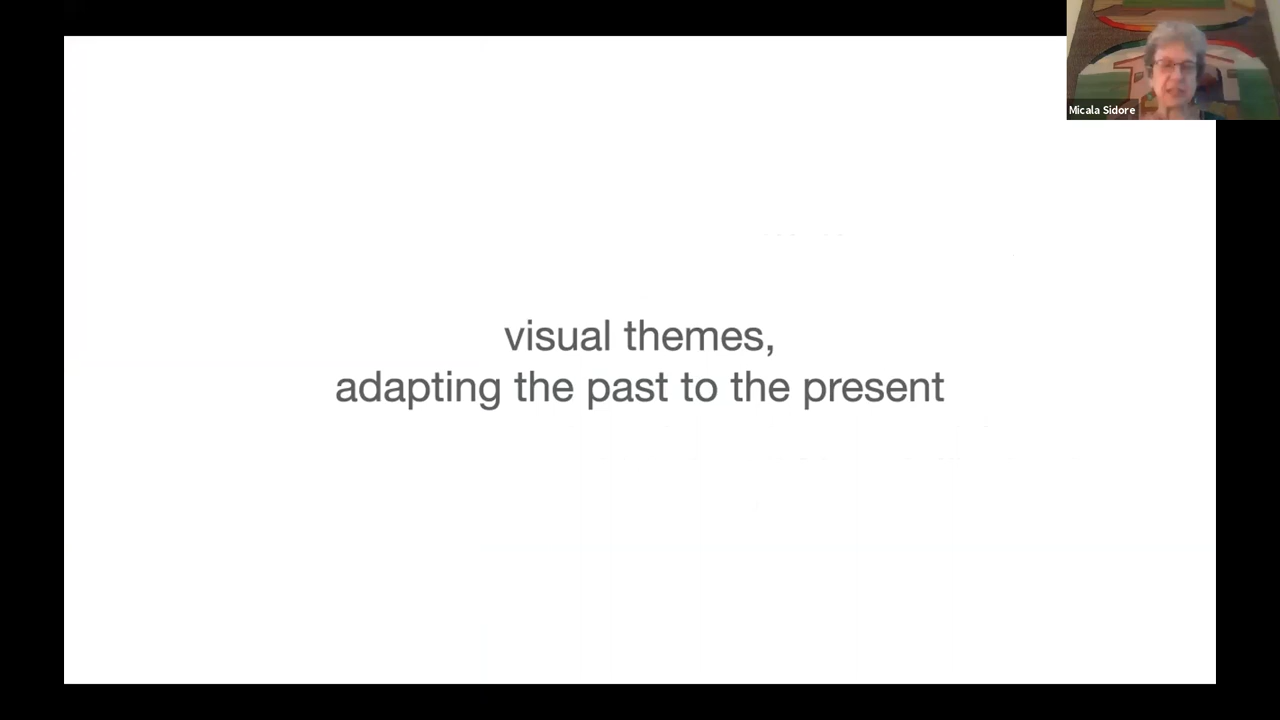 Micala Sidore
visual themes,
adapting the past to the present